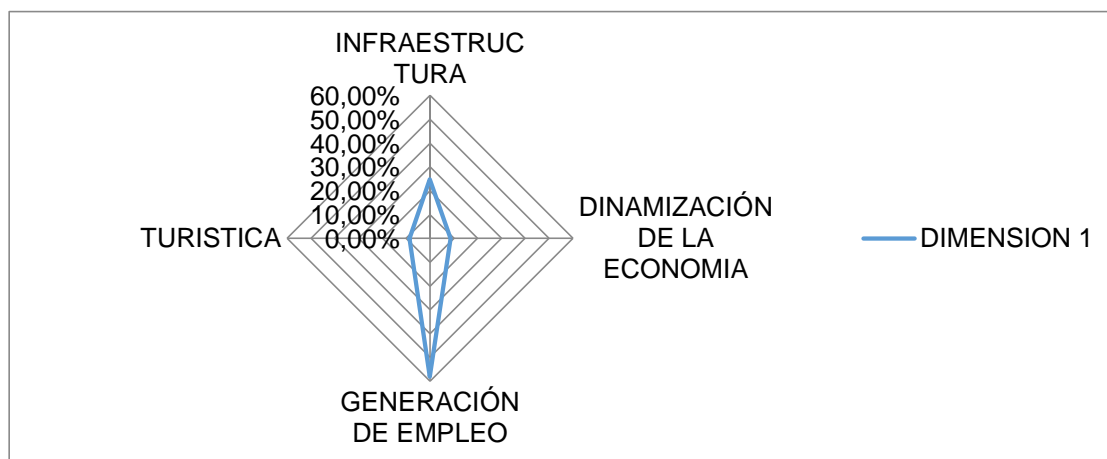 INFRAESTRUC
TURA
60,00%
50,00%
40,00%
30,00%
20,00%
10,00%
0,00%
TURISTICA
DINAMIZACIÓN
DE LA
ECONOMIA
DIMENSION 1
GENERACIÓN
DE EMPLEO